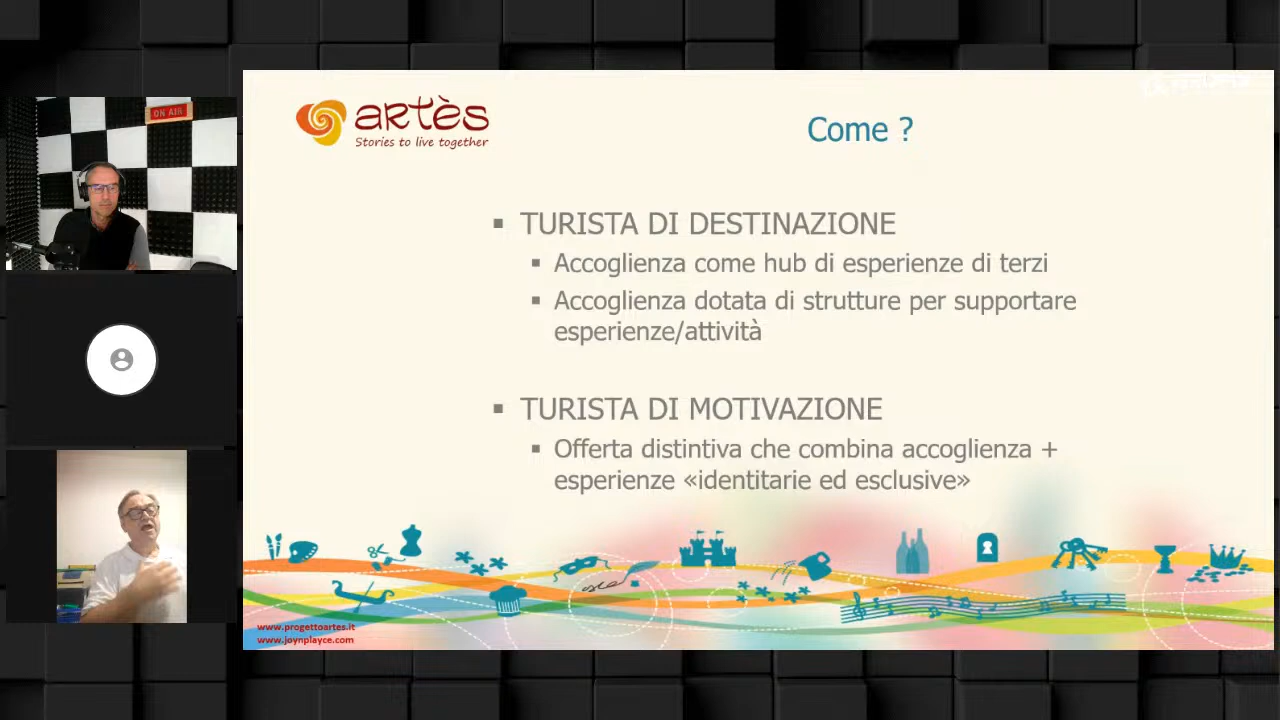 ON AIR
artès
Stories to live together
Come ?
▪ TURISTA DI DESTINAZIONE
▪ Accoglienza come hub di esperienze di terzi
▪ Accoglienza dotata di strutture per supportare
esperienze/attività
▪ TURISTA DI MOTIVAZIONE
▪ Offerta distintiva che combina accoglienza +
esperienze «identitarie ed esclusive»
www.progettoartes.it
www.joynplayce.com